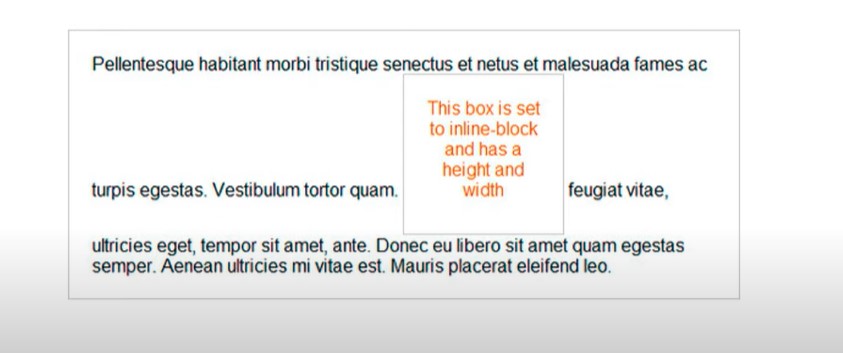 Pellentesque habitant morbi tristique senectus et netus et malesuada fames ac
This box is set
to inline-block
and has a
height and
width
turpis egestas. Vestibulum tortor quam.
feugiat vitae,
ultricies eget, tempor sit amet, ante. Donec eu libero sit amet quam egestas
semper. Aenean ultricies mi vitae est. Mauris placerat eleifend leo.